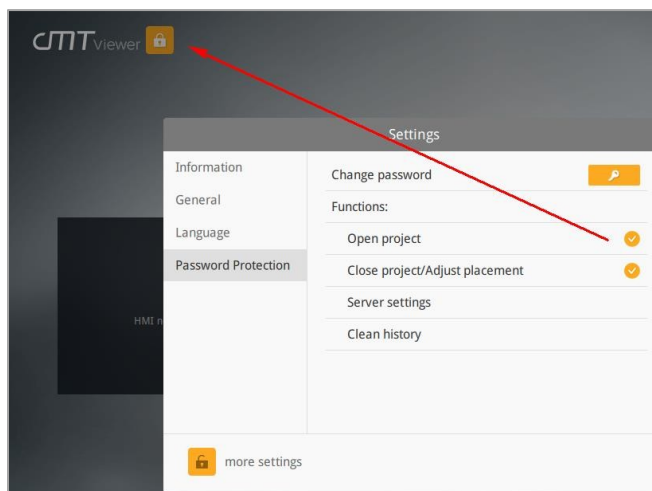 cMT Viewer
Settings
Information
General
Language
Password Protection
Change password
Functions:
Open project
Close project/Adjust placement
Server settings
Clean history
HMI n
more settings